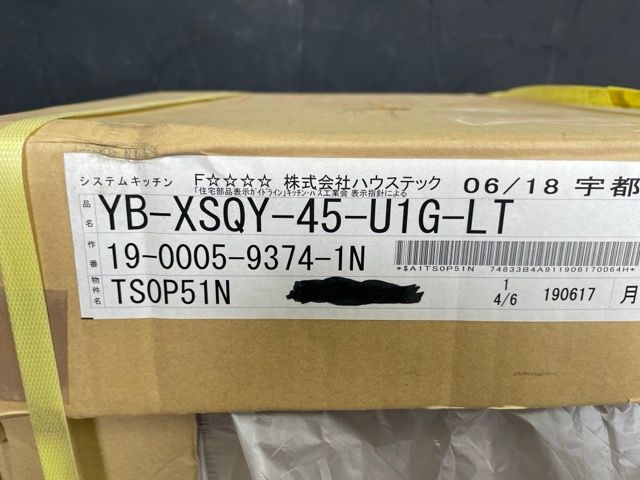 システムキッチン F☆☆☆☆ 株式会社ハウステック 06/18 宇都
「住宅部品表示ガイドライン」キッチン・バス工業会 表示指針による
品名 YB-XSQY-45-U1G-LT
作番 19-0005-9374-1N
*$A1TS0P51N 74833B4A911906170064H*
物件名 TS0P51N 1 4/6 190617 月